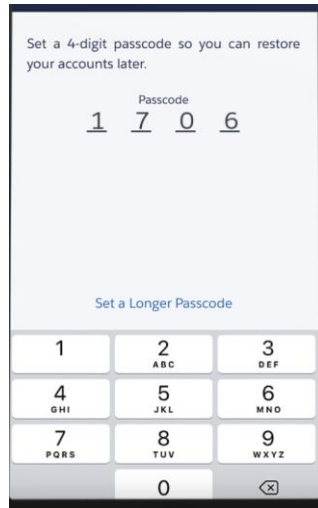 Set a 4-digit passcode so you can restore
your accounts later.
Passcode
1 7 0 6
Set a Longer Passcode
1 2 3
ABC DEF
4 5 6
GHI JKL MNO
7 8 9
PQRS TUV WXYZ
0